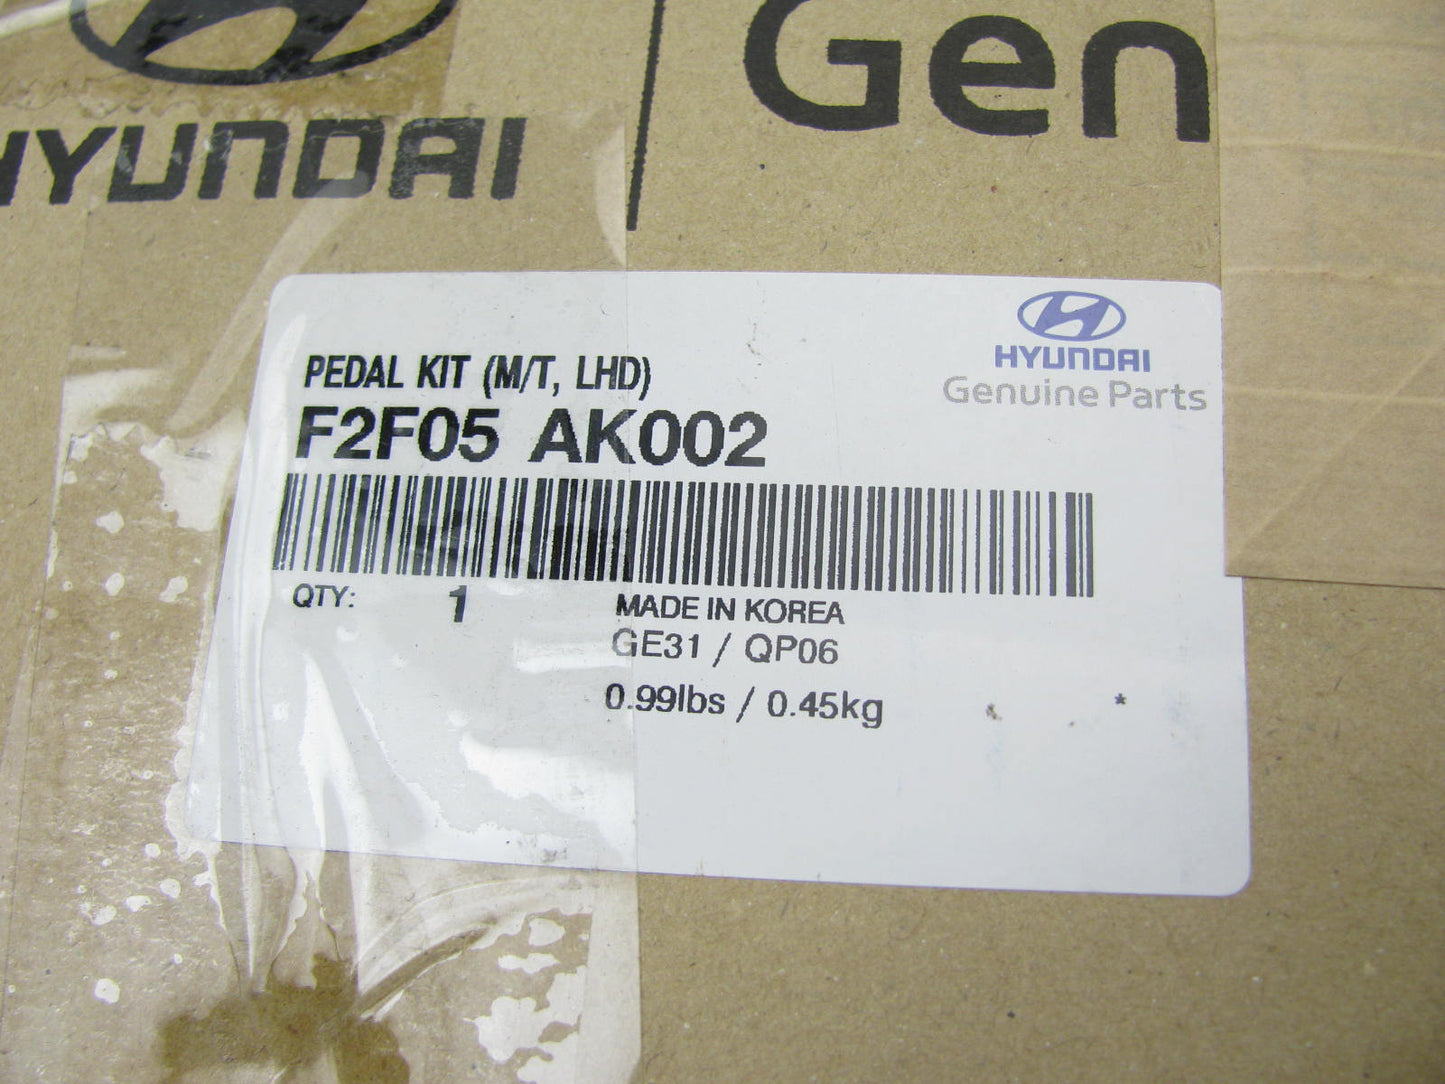 HYUNDAI
Gen
HYUNDAI
Genuine Parts
PEDAL KIT (M/T, LHD)
F2F05 AK002
QTY: 1
MADE IN KOREA
GE31 / QP06
0.99lbs / 0.45kg
*